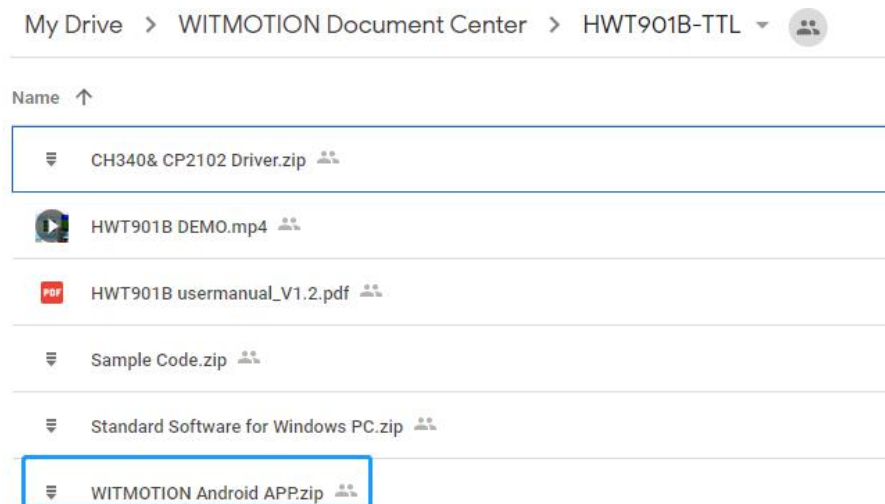 My Drive > WITMOTION Document Center > HWT901B-TTL
Name
CH340& CP2102 Driver.zip
HWT901B DEMO.mp4
PDF HWT901B usermanual_V1.2.pdf
Sample Code.zip
Standard Software for Windows PC.zip
WITMOTION Android APP.zip